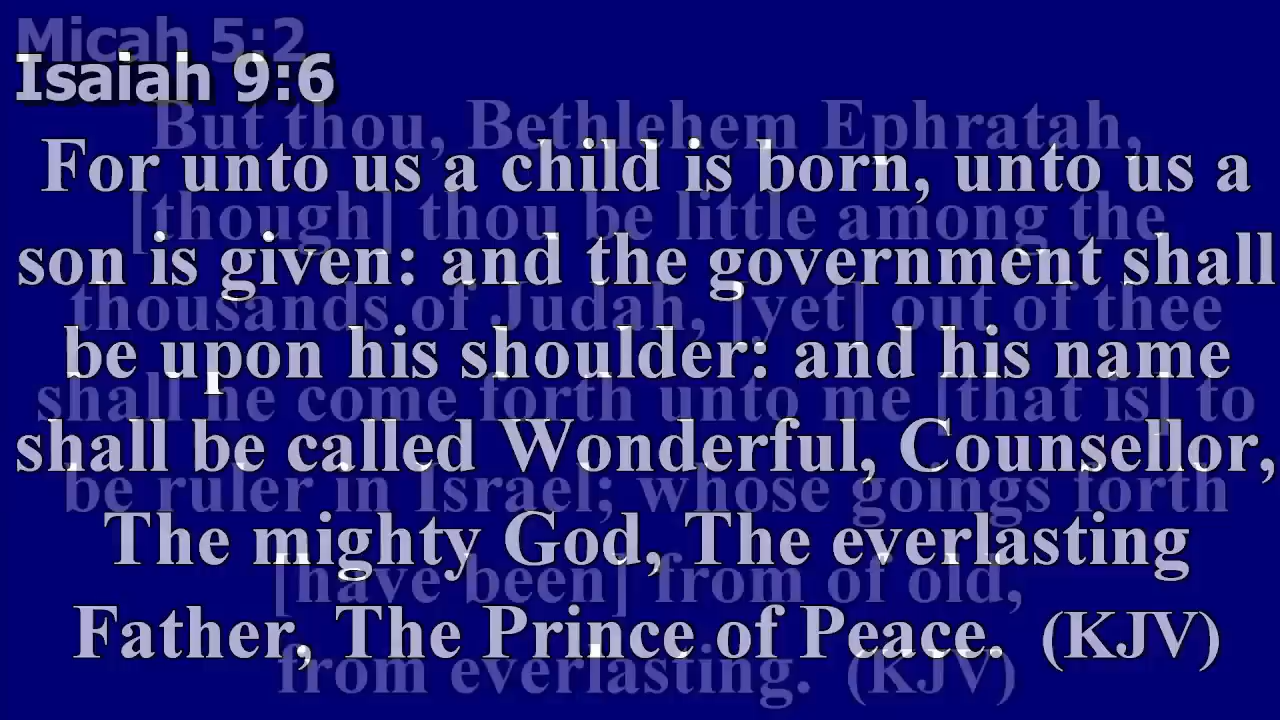 Micah 5:2
Isaiah 9:6
But thou, Bethlehem Ephratah,
For unto us a child is born, unto us a
[though] thou be little among the
son is given: and the government shall
thousands of Judah, [yet] out of thee
be upon his shoulder: and his name
shall he come forth unto me [that is] to
shall be called Wonderful, Counsellor,
be ruler in Israel; whose goings forth
The mighty God, The everlasting
[have been] from of old,
Father, The Prince of Peace. (KJV)
from everlasting. (KJV)